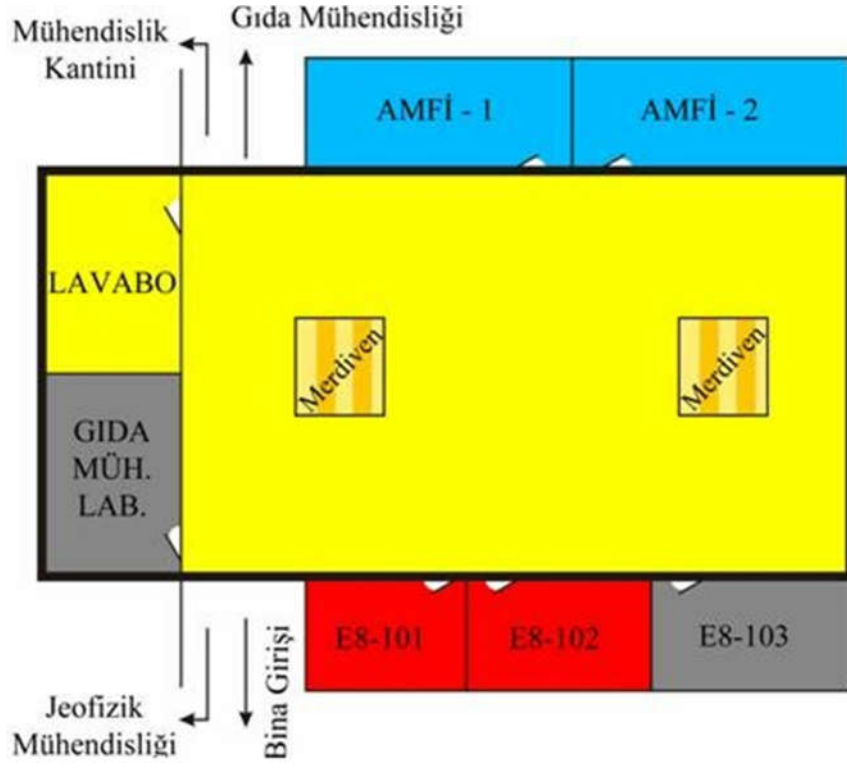 Mühendislik
Kantini
Gıda Mühendisliği
AMFİ - 1
AMFİ - 2
LAVABO
Merdiven
Merdiven
GIDA
MÜH.
LAB.
E8-101
E8-102
E8-103
Jeofizik
Mühendisliği
Bina Girişi